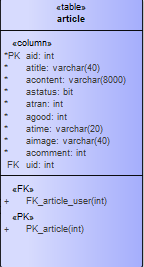 «table»
article
«column»
*PK aid: int
* atitle: varchar(40)
* acontent: varchar(8000)
* astatus: bit
* atran: int
* agood: int
* atime: varchar(20)
* aimage: varchar(40)
* acomment: int
FK uid: int
«FK»
+ FK_article_user(int)
«PK»
+ PK_article(int)